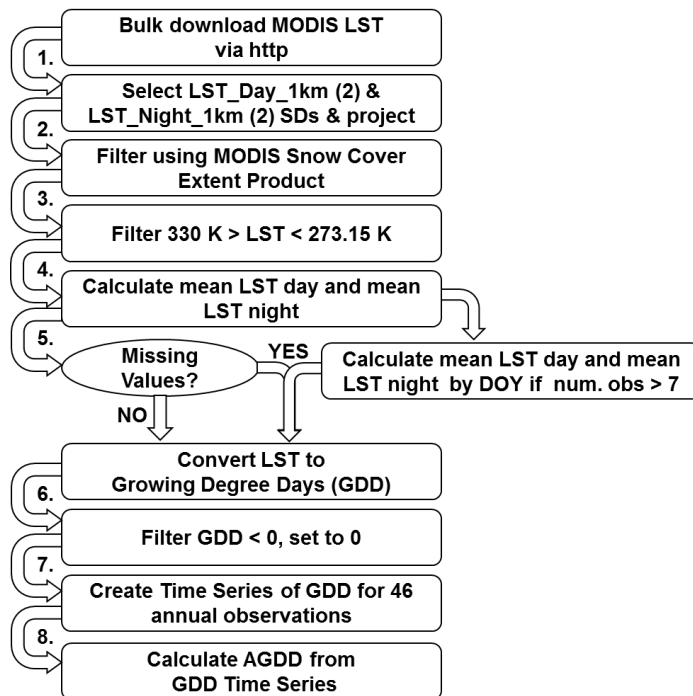 Bulk download MODIS LST
via http
1.
Select LST_Day_1km (2) &
LST_Night_1km (2) SDs & project
2.
Filter using MODIS Snow Cover
Extent Product
3.
Filter 330 K > LST < 273.15 K
4.
Calculate mean LST day and mean
LST night
5.
Missing
Values?
YES
Calculate mean LST day and mean
LST night by DOY if num. obs > 7
NO
Convert LST to
Growing Degree Days (GDD)
6.
Filter GDD < 0, set to 0
7.
Create Time Series of GDD for 46
annual observations
8.
Calculate AGDD from
GDD Time Series